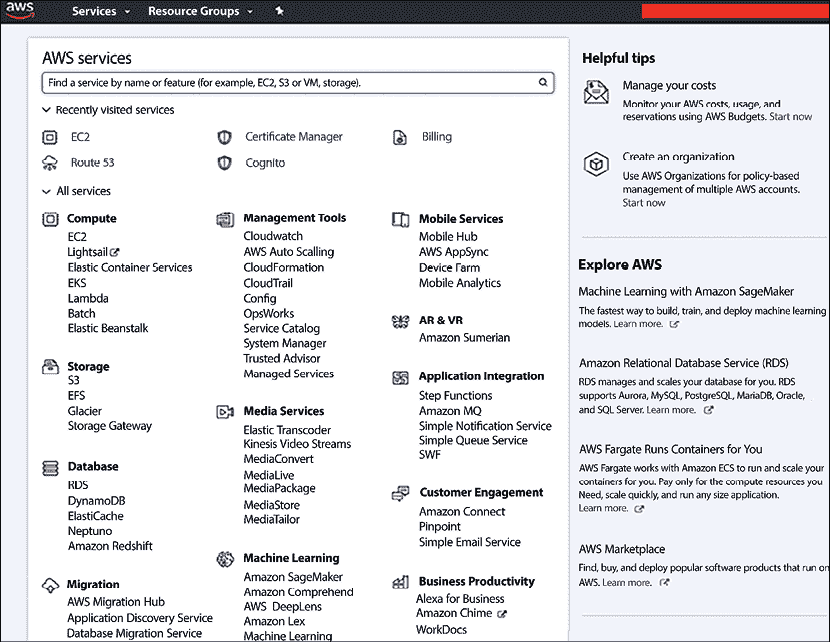 aws
Services
Resource Groups
AWS services
Find a service by name or feature (for example, EC2, S3 or VM, storage).
Recently visited services
EC2
Certificate Manager
Billing
Route 53
Cognito
All services
Compute
EC2
Lightsail
Elastic Container Services
EKS
Lambda
Batch
Elastic Beanstalk
Storage
S3
EFS
Glacier
Storage Gateway
Database
RDS
DynamoDB
ElastiCache
Neptuno
Amazon Redshift
Migration
AWS Migration Hub
Application Discovery Service
Database Migration Service
Management Tools
Cloudwatch
AWS Auto Scalling
CloudFormation
CloudTrail
Config
OpsWorks
Service Catalog
System Manager
Trusted Advisor
Managed Services
Media Services
Elastic Transcoder
Kinesis Video Streams
MediaConvert
MediaLive
MediaPackage
MediaStore
MediaTailor
Machine Learning
Amazon SageMaker
Amazon Comprehend
AWS DeepLens
Amazon Lex
Machine Learning
Mobile Services
Mobile Hub
AWS AppSync
Device Farm
Mobile Analytics
AR & VR
Amazon Sumerian
Application Integration
Step Functions
Amazon MQ
Simple Notification Service
Simple Queue Service
SWF
Customer Engagement
Amazon Connect
Pinpoint
Simple Email Service
Business Productivity
Alexa for Business
Amazon Chime
WorkDocs
Helpful tips
Manage your costs
Monitor your AWS costs, usage, and
reservations using AWS Budgets. Start now
Create an organization
Use AWS Organizations for policy-based
management of multiple AWS accounts.
Start now
Explore AWS
Machine Learning with Amazon SageMaker
The fastest way to build, train, and deploy machine learning
models. Learn more.
Amazon Relational Database Service (RDS)
RDS manages and scales your database for you. RDS
supports Aurora, MySQL, PostgreSQL, MariaDB, Oracle,
and SQL Server. Learn more.
AWS Fargate Runs Containers for You
AWS Fargate works with Amazon ECS to run and scale your
containers for you. Pay only for the compute resources you
Need, scale quickly, and run any size application.
Learn more.
AWS Marketplace
Find, buy, and deploy popular software products that run on
AWS. Learn more.